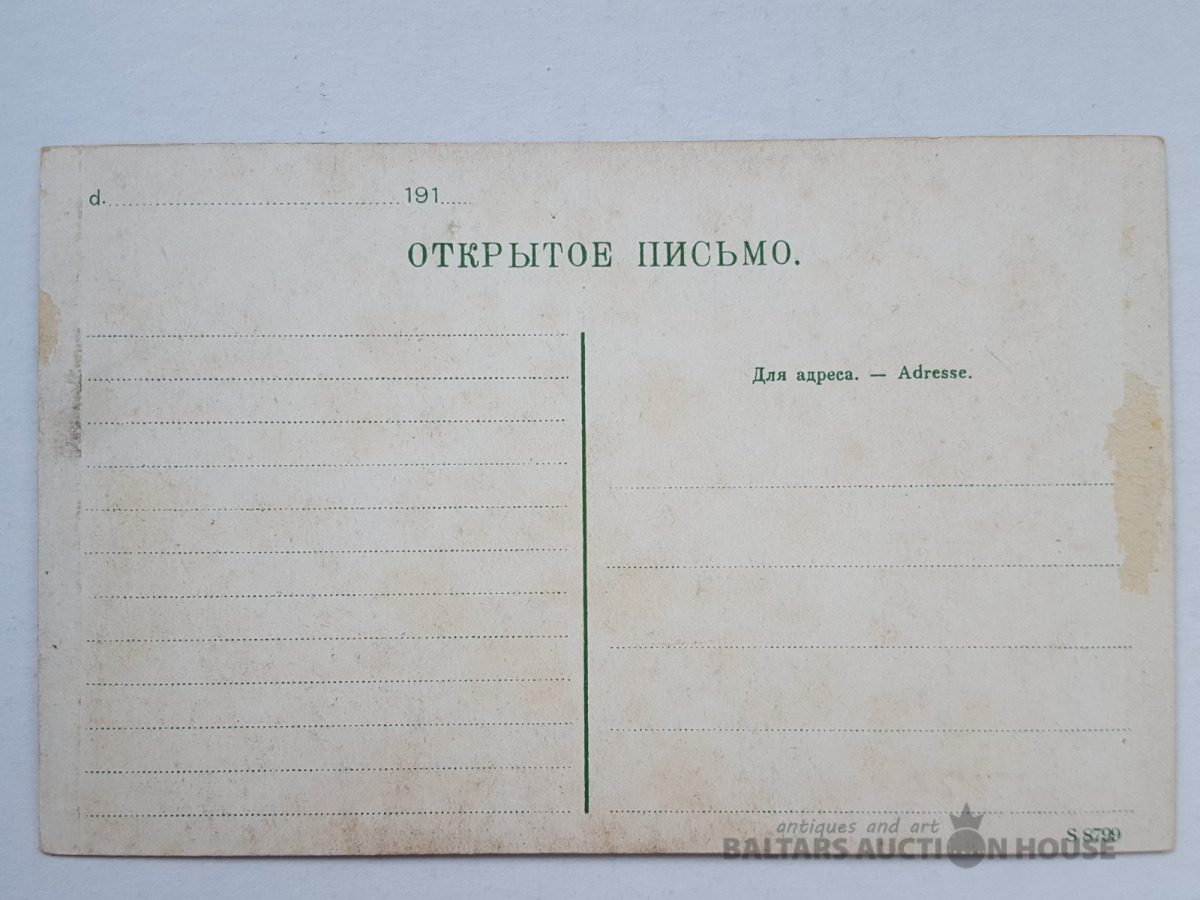 d. 191
ОТКРЫТОЕ ПИСЬМО.
Для адреса. — Adresse.
S 8799
antiques and art
BALTARS AUCTION HOUSE